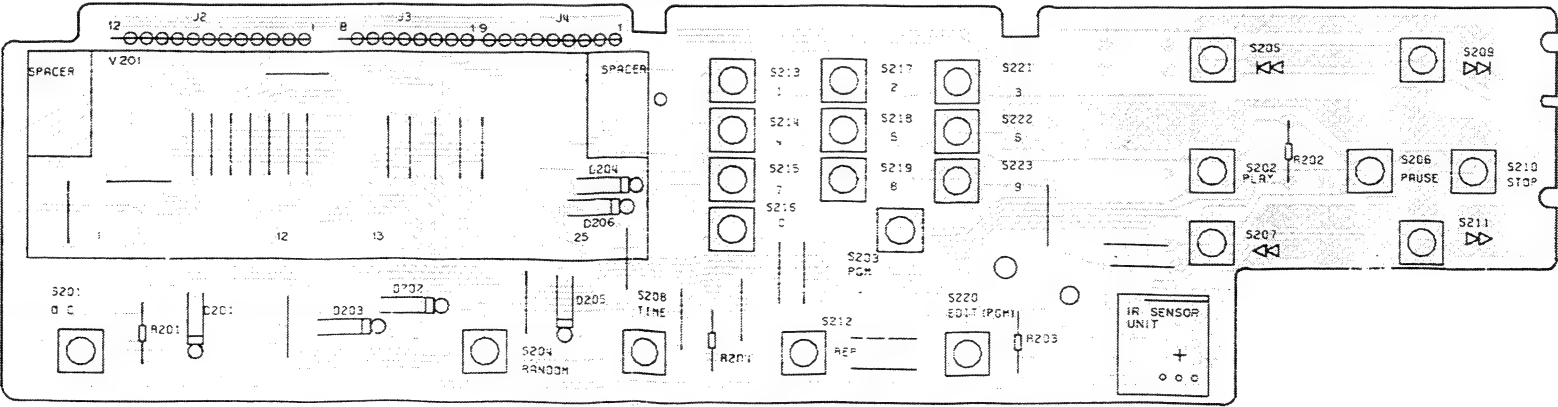 J2
J3
J4
12
1
8
1
9
1
V201
SPACER
SPACER
S213
1
S217
2
S221
3
S214
4
S218
5
S222
S215
7
S219
8
S223
9
S216
0
S203
PGM
S205
S209
S202
PLAY
R202
S206
PAUSE
S210
STOP
S207
S211
D204
D206
1
12
13
25
S201
R201
D201
D203
D202
S204
RANDOM
D205
S208
TIME
R204
S212
REP
S220
EDIT(PGM)
R203
IR SENSOR
UNIT